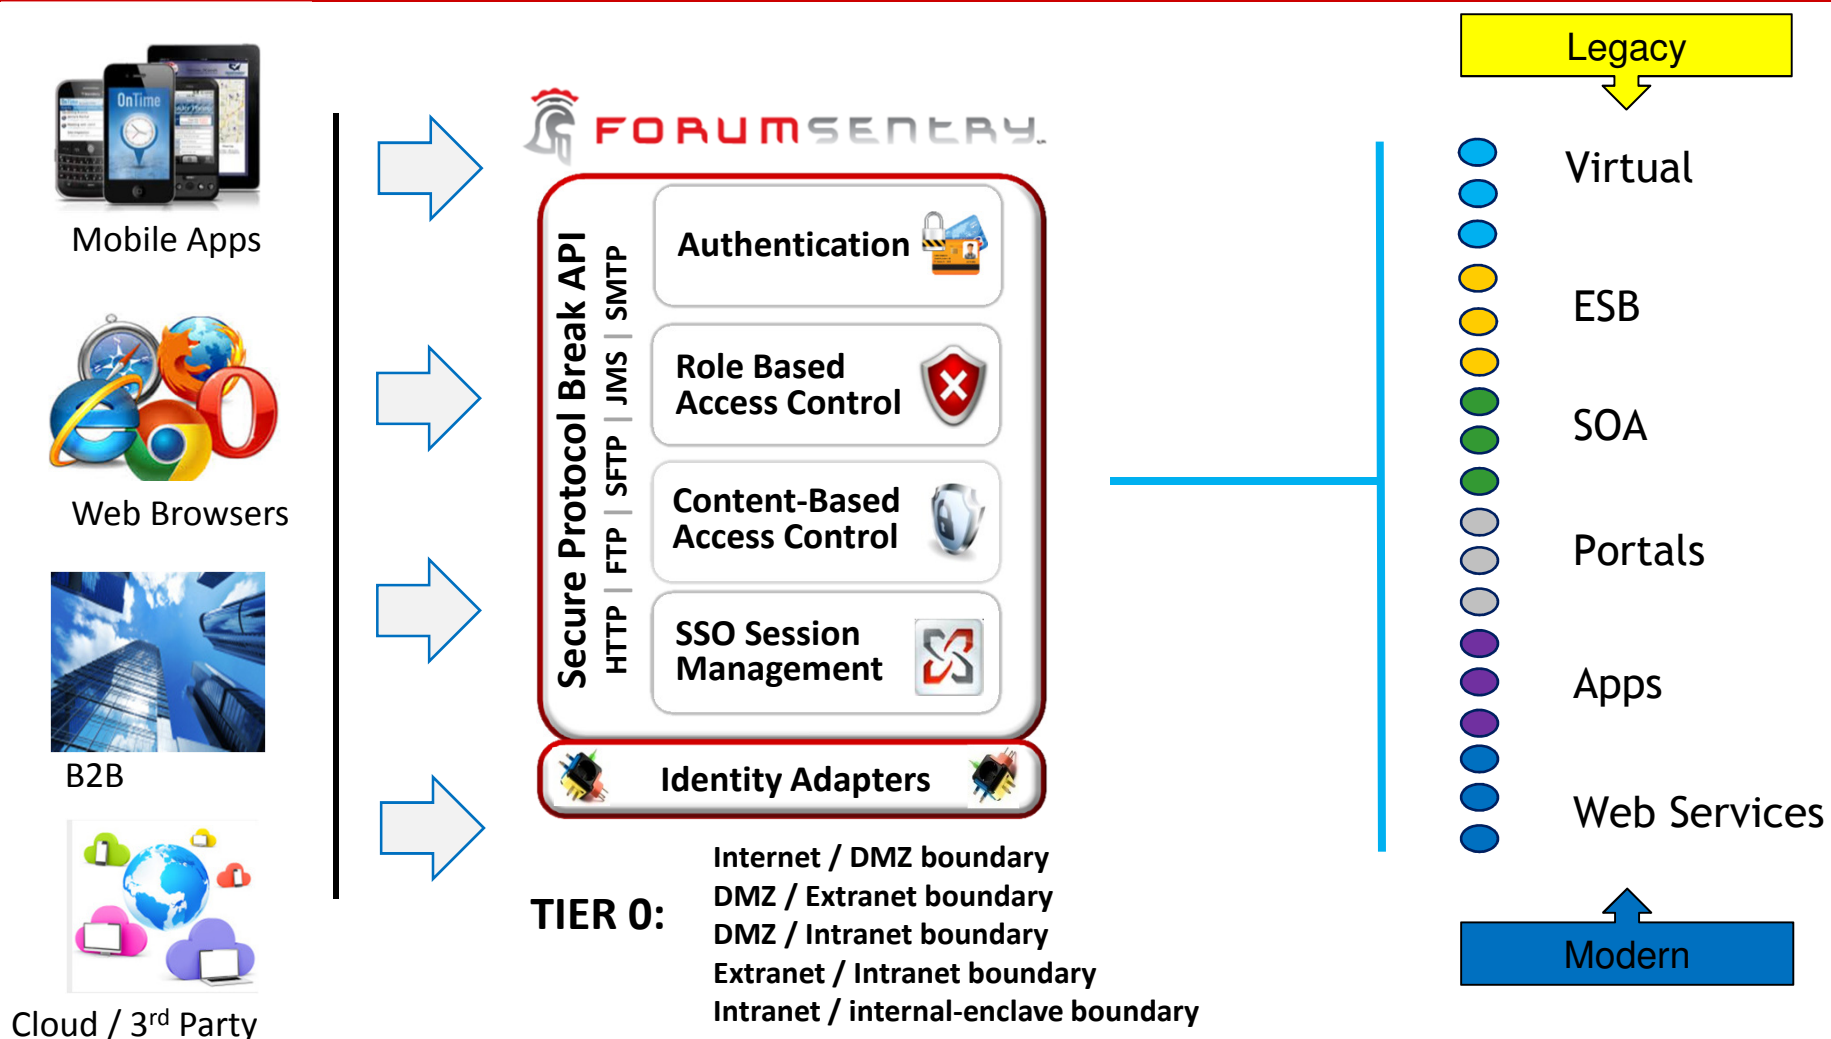 OnTime
Mobile Apps
Web Browsers
B2B
Cloud / 3rd Party
FORUMSENTRY
Secure Protocol Break API
HTTP | FTP | SFTP | JMS | SMTP
Authentication
Role Based
Access Control
Content-Based
Access Control
SSO Session
Management
Identity Adapters
TIER 0:
Internet / DMZ boundary
DMZ / Extranet boundary
DMZ / Intranet boundary
Extranet / Intranet boundary
Intranet / internal-enclave boundary
Legacy
Virtual
ESB
SOA
Portals
Apps
Web Services
Modern